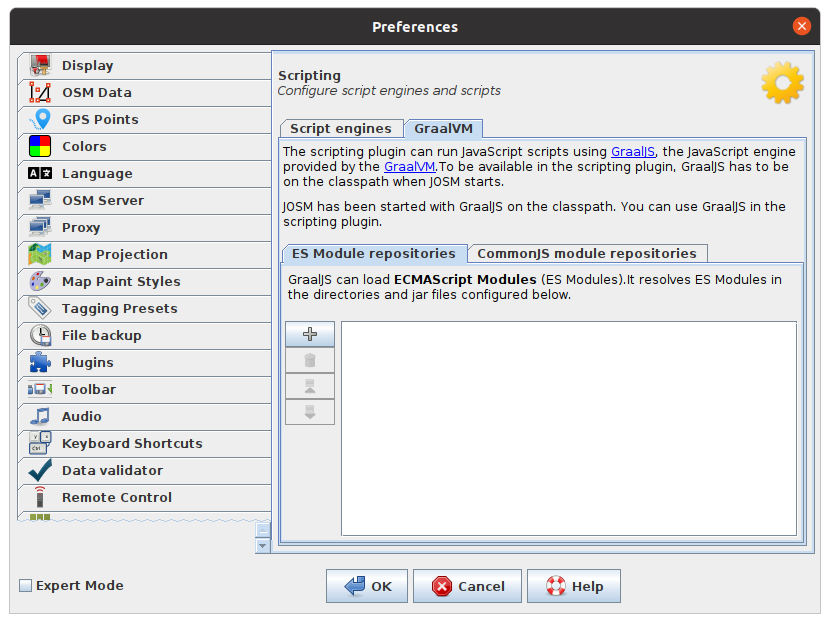 Preferences
Display
OSM Data
GPS Points
Colors
Language
OSM Server
Proxy
Map Projection
Map Paint Styles
Tagging Presets
File backup
Plugins
Toolbar
Audio
Keyboard Shortcuts
Data validator
Remote Control
Scripting
Configure script engines and scripts
Script engines GraalVM
The scripting plugin can run JavaScript scripts using GraalJS, the JavaScript engine
provided by the GraalVM.To be available in the scripting plugin, GraalJS has to be
on the classpath when JOSM starts.
JOSM has been started with GraalJS on the classpath. You can use GraalJS in the
scripting plugin.
ES Module repositories CommonJS module repositories
GraalJS can load ECMAScript Modules (ES Modules).It resolves ES Modules in
the directories and jar files configured below.
Expert Mode
OK Cancel Help